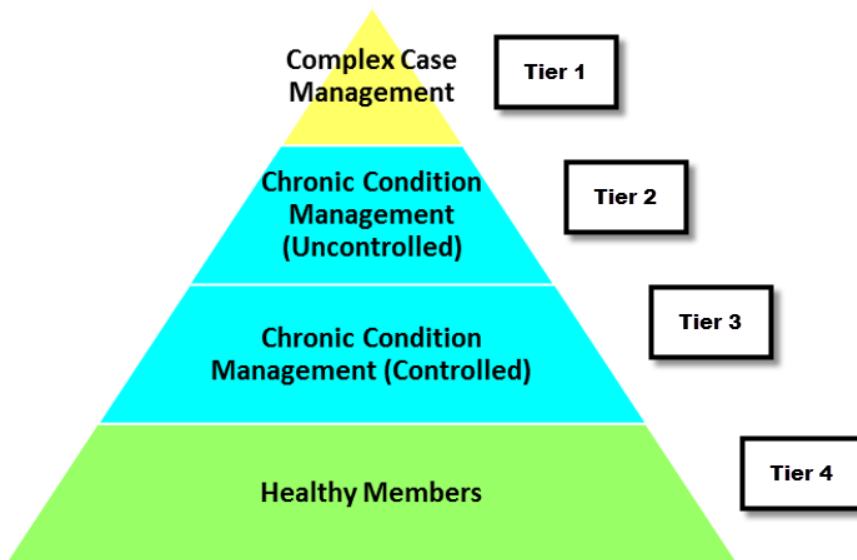 Complex Case
Management
Tier 1
Chronic Condition
Management
(Uncontrolled)
Tier 2
Chronic Condition
Management (Controlled)
Tier 3
Healthy Members
Tier 4